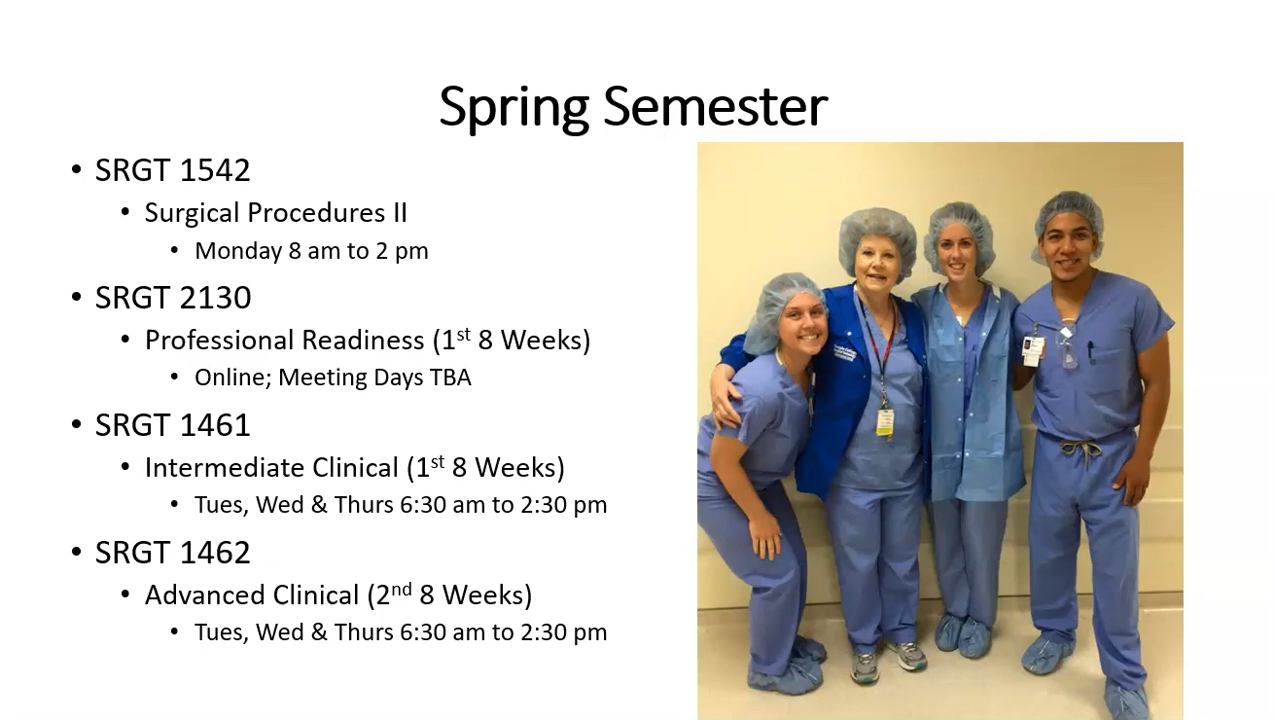 Spring Semester
• SRGT 1542
• Surgical Procedures II
• Monday 8 am to 2 pm
• SRGT 2130
• Professional Readiness (1st 8 Weeks)
• Online; Meeting Days TBA
• SRGT 1461
• Intermediate Clinical (1st 8 Weeks)
• Tues, Wed & Thurs 6:30 am to 2:30 pm
• SRGT 1462
• Advanced Clinical (2nd 8 Weeks)
• Tues, Wed & Thurs 6:30 am to 2:30 pm